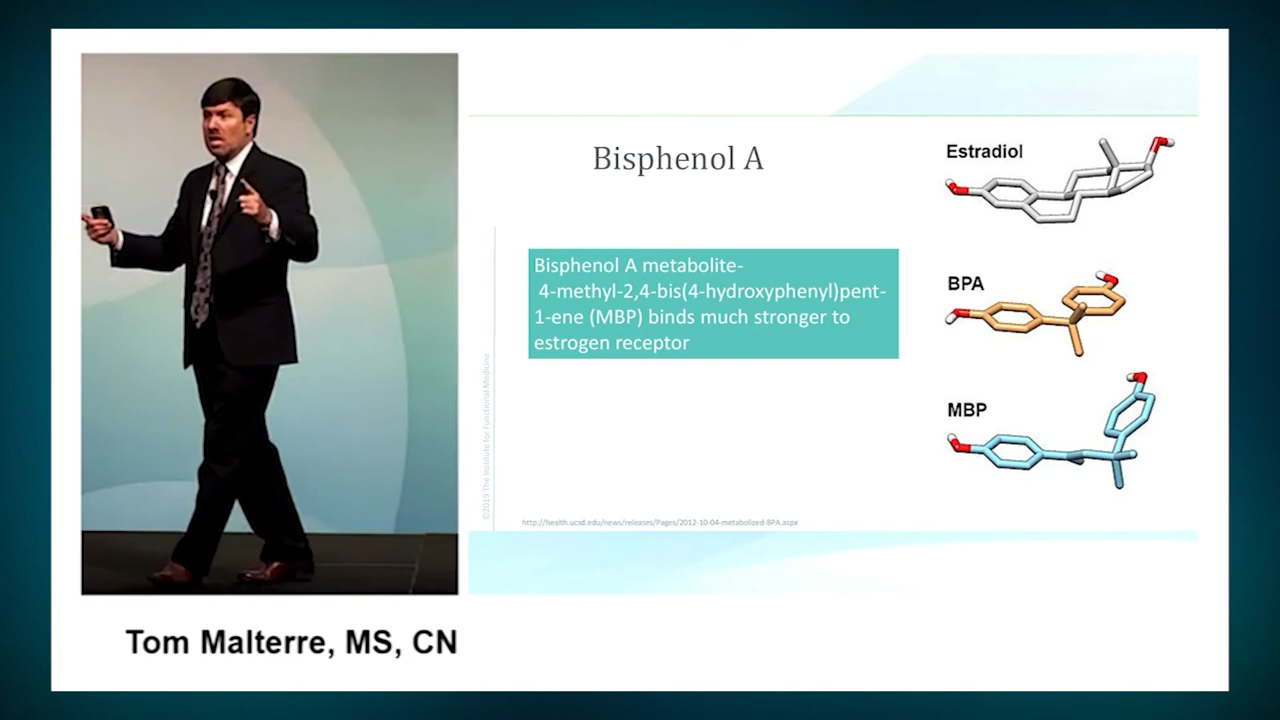 Bisphenol A
Bisphenol A metabolite-
4-methyl-2,4-bis(4-hydroxyphenyl)pent-
1-ene (MBP) binds much stronger to
estrogen receptor
Estradiol
BPA
MBP
©2019 The Institute for Functional Medicine
http://health.ucsd.edu/news/releases/Pages/2012-10-04-metabolized-BPA.aspx
Tom Malterre, MS, CN